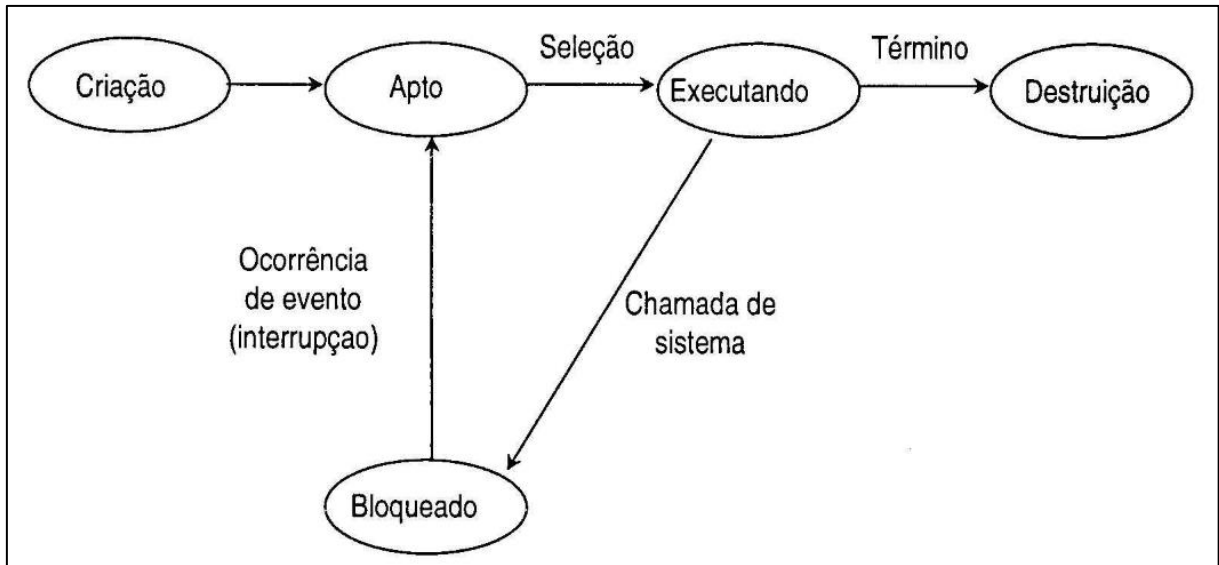 Criação
Apto
Seleção
Executando
Término
Destruição
Ocorrência
de evento
(interrupçao)
Chamada de
sistema
Bloqueado